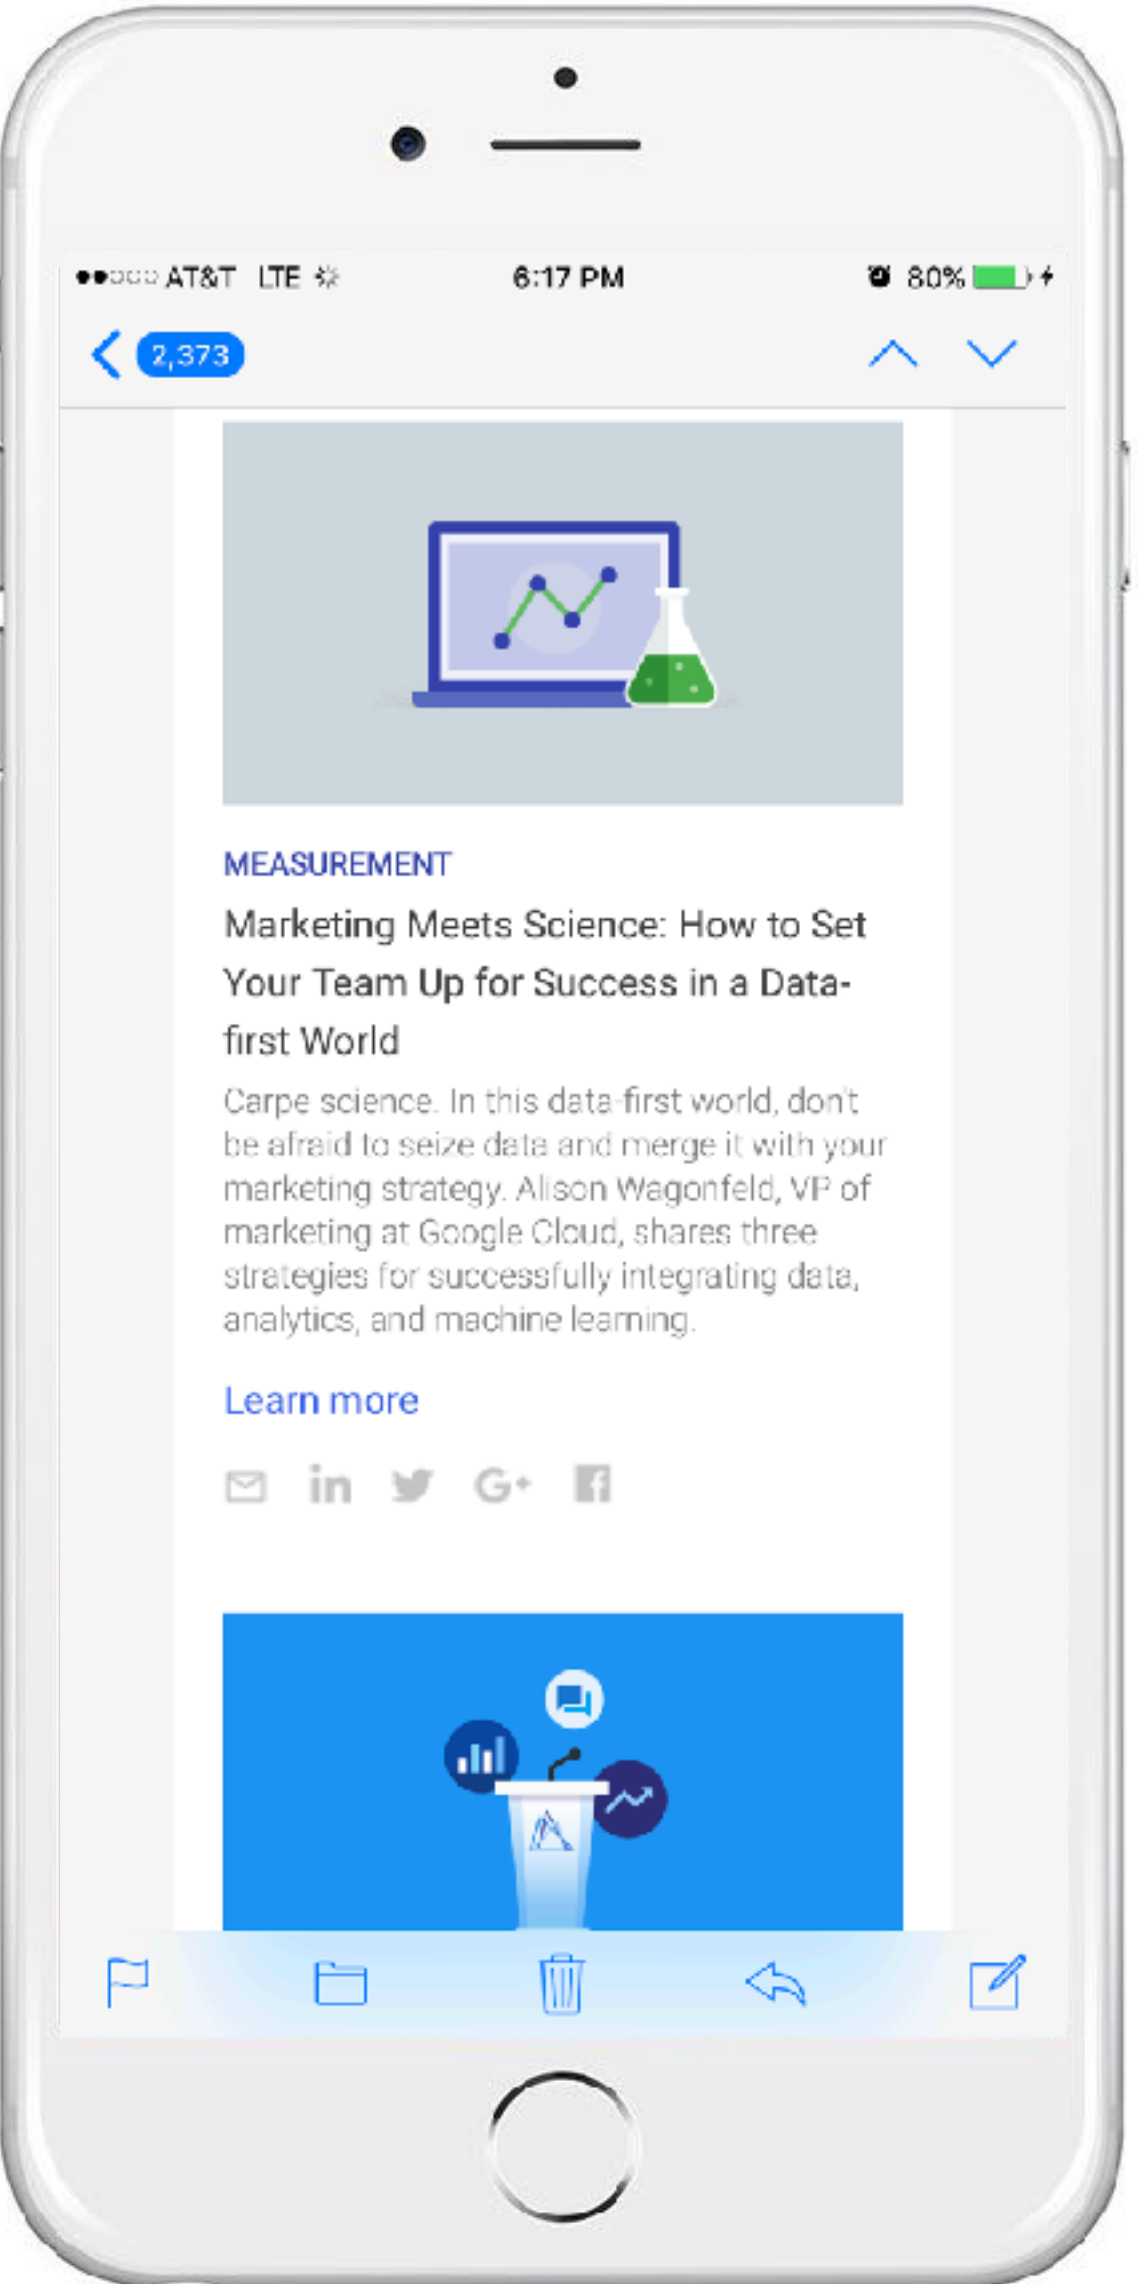 AT&T LTE 6:17 PM 80%
2,373
MEASUREMENT
Marketing Meets Science: How to Set
Your Team Up for Success in a Data-
first World
Carpe science. In this data-first world, don't
be afraid to seize data and merge it with your
marketing strategy. Alison Wagonfeld, VP of
marketing at Google Cloud, shares three
strategies for successfully integrating data,
analytics, and machine learning.
Learn more
in G+ f